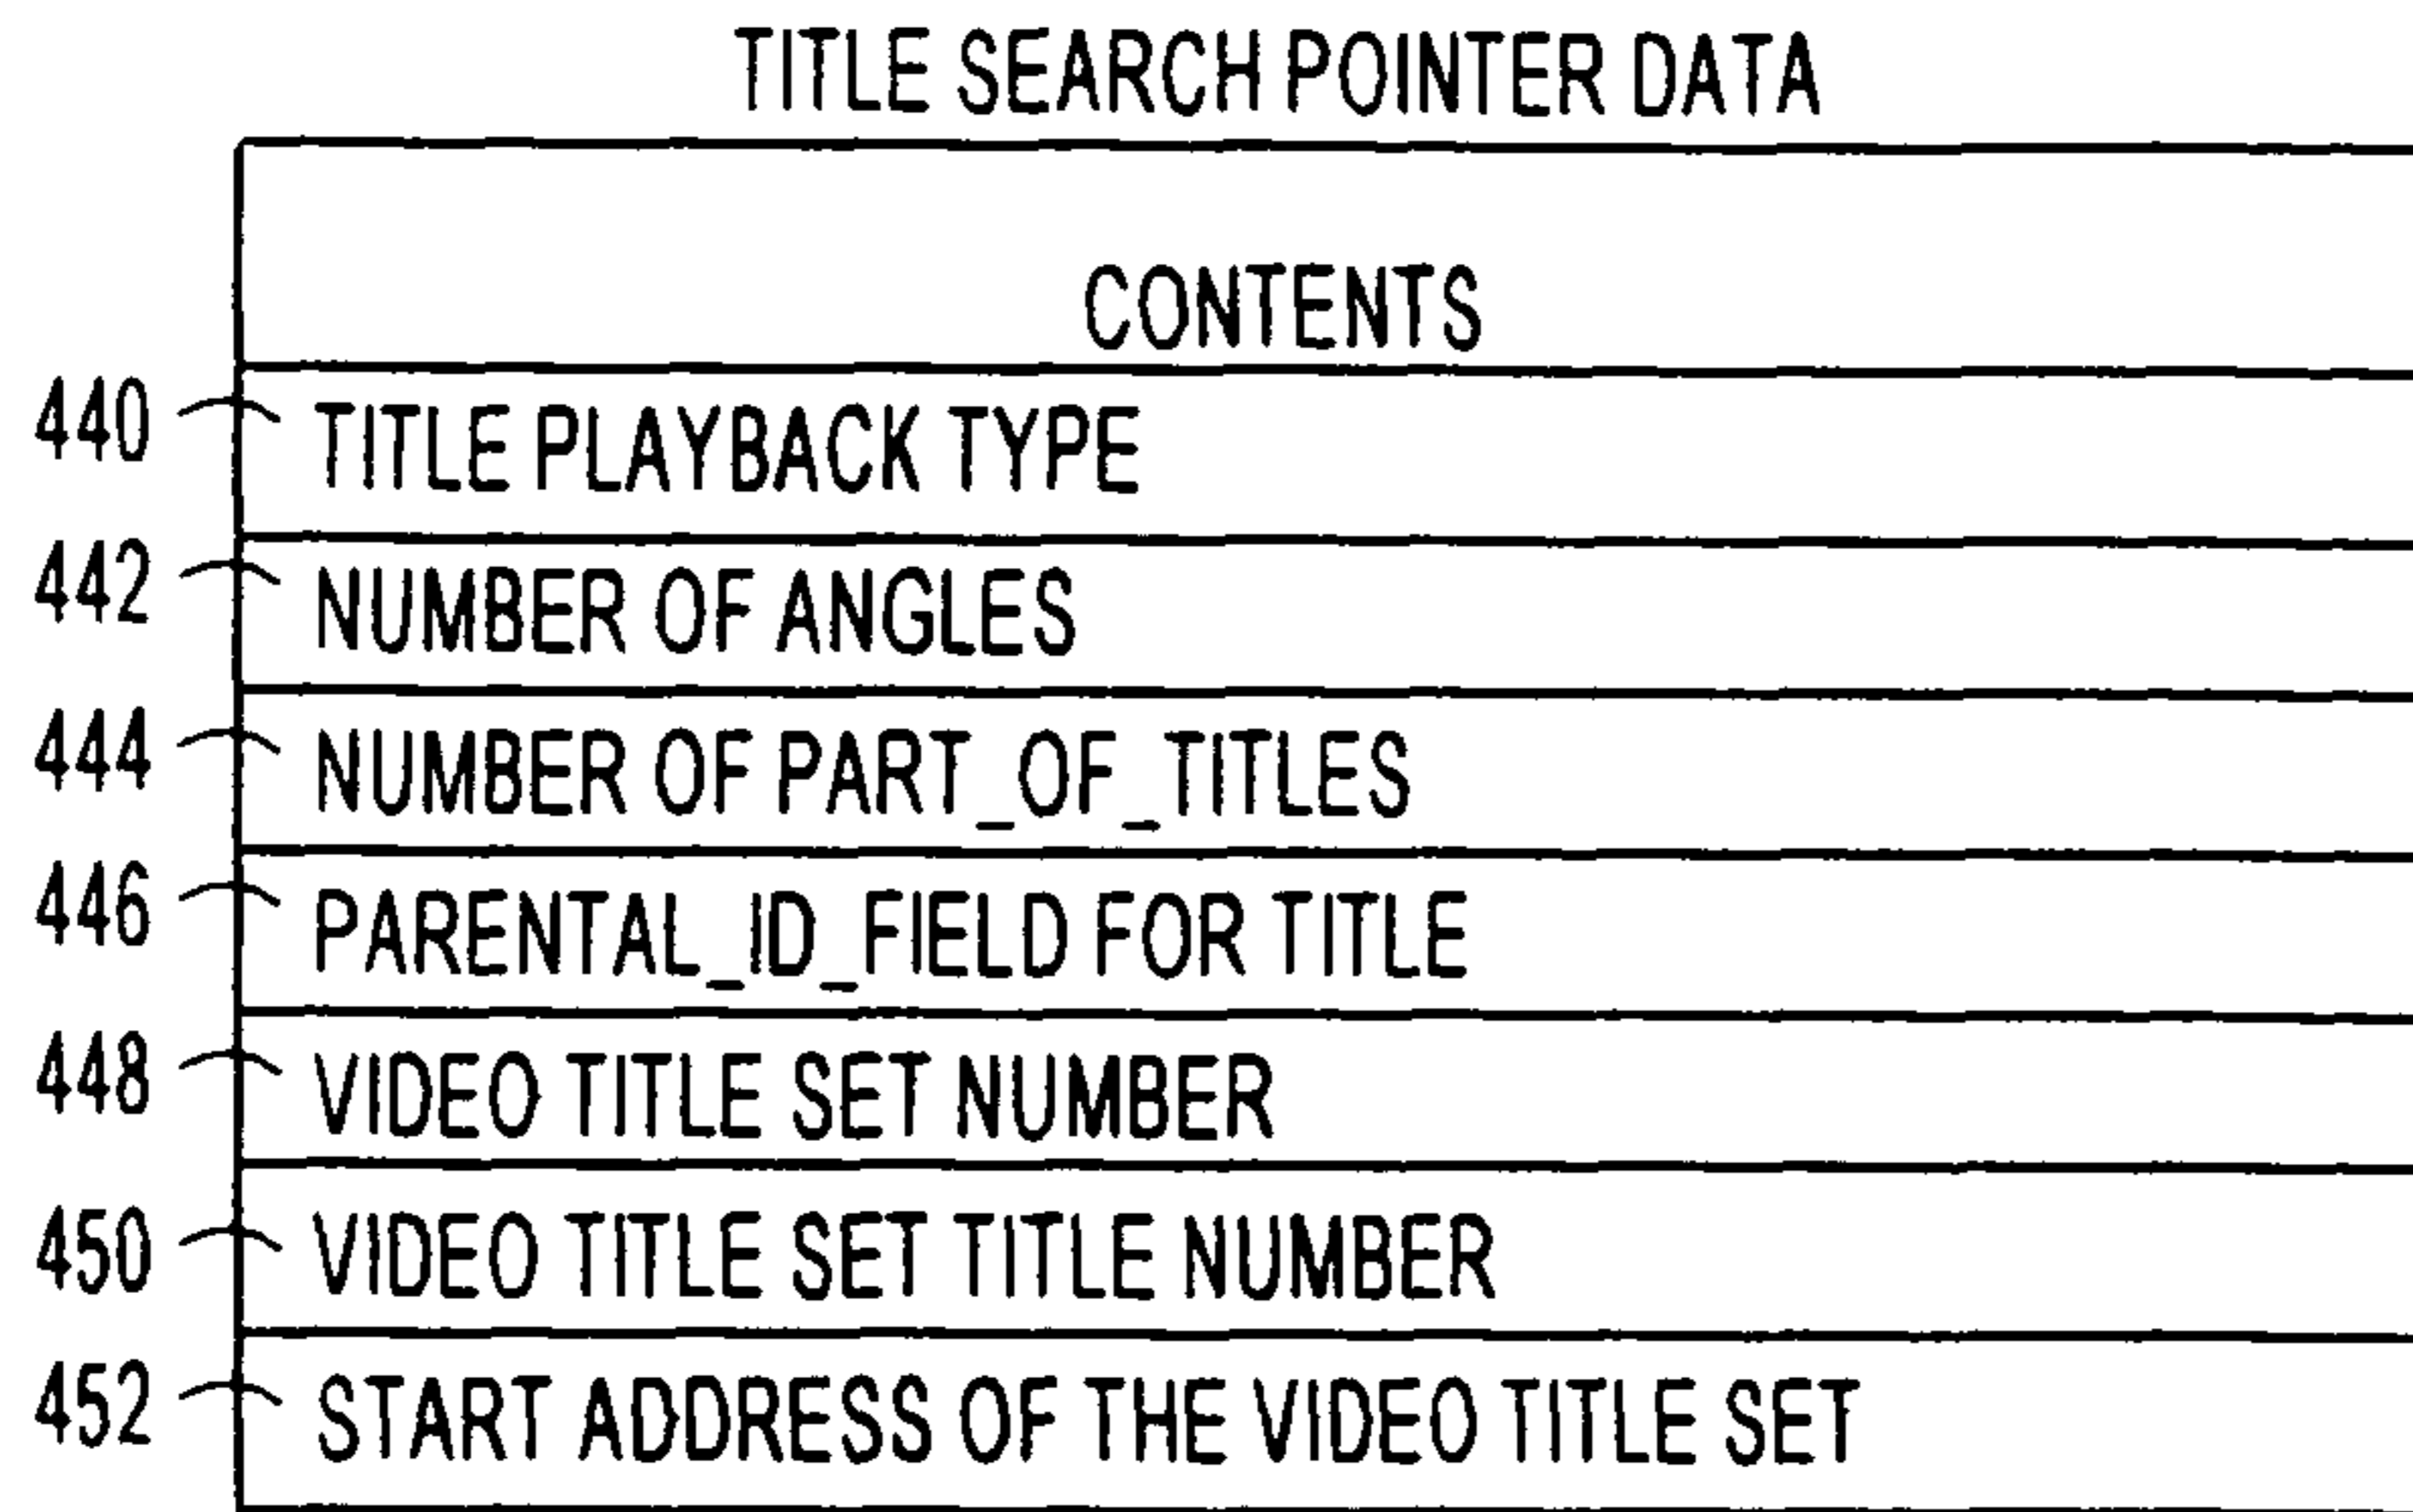 TITLE SEARCH POINTER DATA
CONTENTS
440 TITLE PLAYBACK TYPE
442 NUMBER OF ANGLES
444 NUMBER OF PART_OF_TITLES
446 PARENTAL_ID_FIELD FOR TITLE
448 VIDEO TITLE SET NUMBER
450 VIDEO TITLE SET TITLE NUMBER
452 START ADDRESS OF THE VIDEO TITLE SET